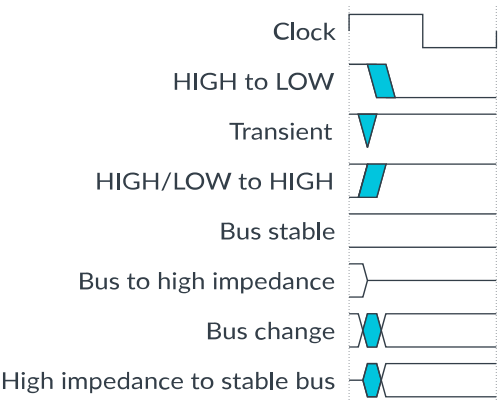 Clock
HIGH to LOW
Transient
HIGH/LOW to HIGH
Bus stable
Bus to high impedance
Bus change
High impedance to stable bus